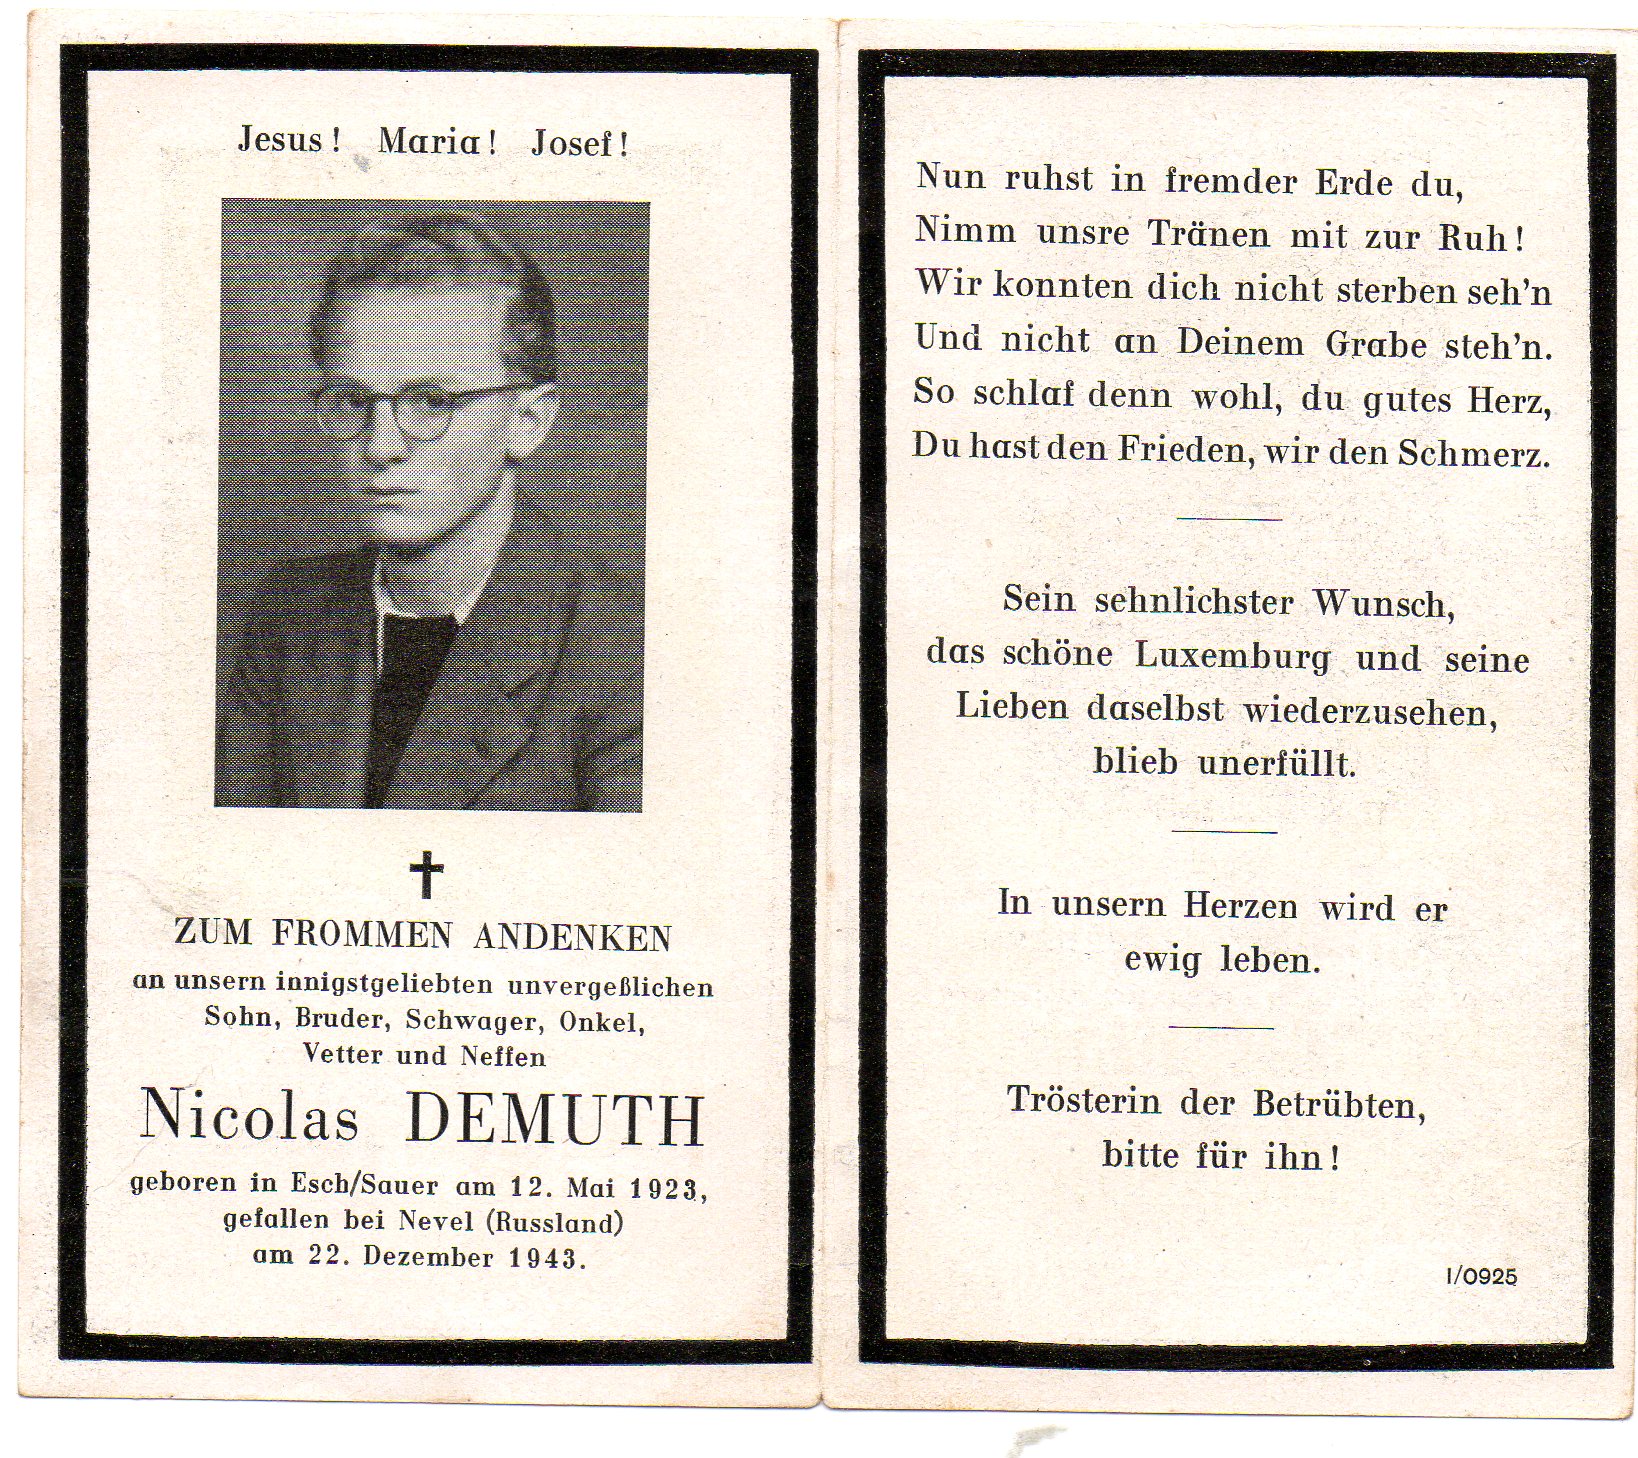 Jesus! Maria! Josef!
ZUM FROMMEN ANDENKEN
an unsern innigstgeliebten unvergeßlichen
Sohn, Bruder, Schwager, Onkel,
Vetter und Neffen
Nicolas DEMUTH
geboren in Esch/Sauer am 12. Mai 1923,
gefallen bei Nevel (Russland)
am 22. Dezember 1943.
Nun ruhst in fremder Erde du,
Nimm unsre Tränen mit zur Ruh!
Wir konnten dich nicht sterben seh'n
Und nicht an Deinem Grabe steh'n.
So schlaf denn wohl, du gutes Herz,
Du hast den Frieden, wir den Schmerz.
Sein sehnlichster Wunsch,
das schöne Luxemburg und seine
Lieben daselbst wiederzusehen,
blieb unerfüllt.
In unsern Herzen wird er
ewig leben.
Trösterin der Betrübten,
bitte für ihn!
I/0925